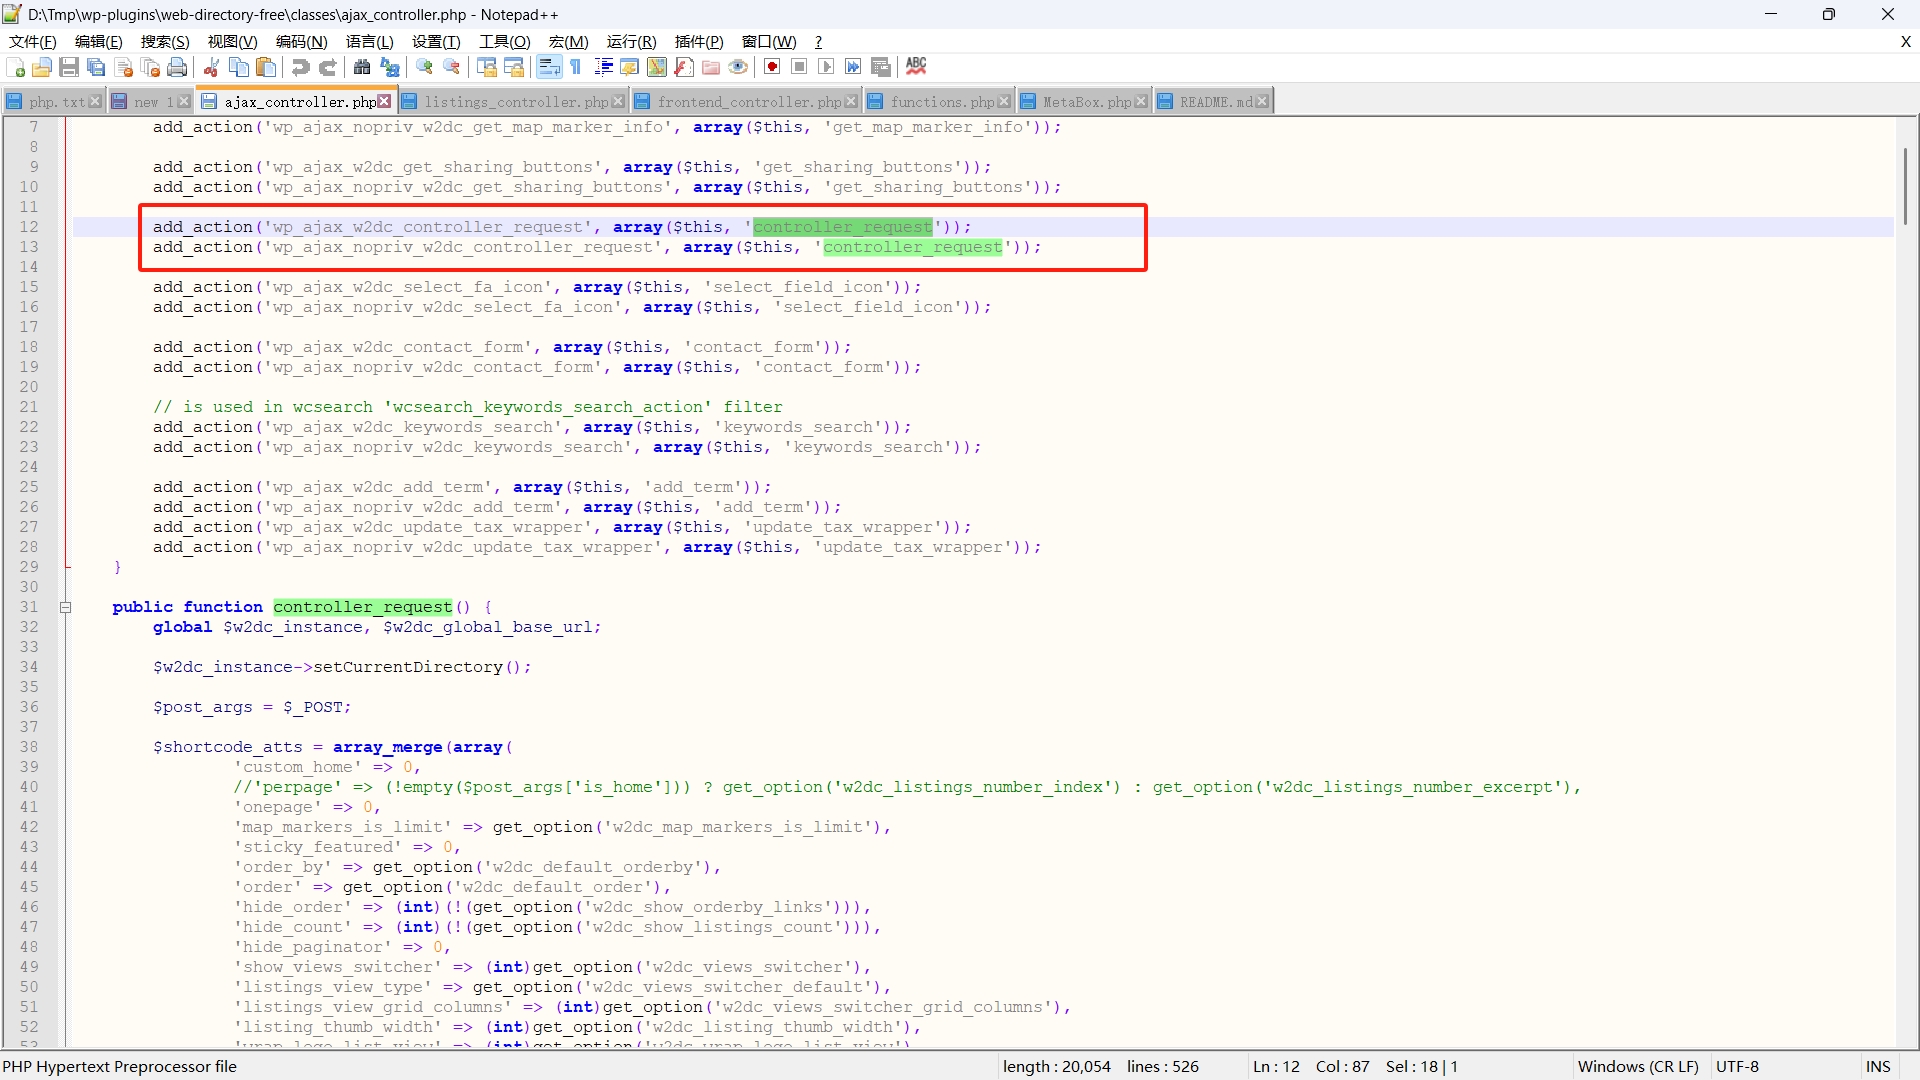 D:\Tmp\wp-plugins\web-directory-free\classes\ajax_controller.php - Notepad++
文件(F) 编辑(E) 搜索(S) 视图(V) 编码(N) 语言(L) 设置(T) 工具(O) 宏(M) 运行(R) 插件(P) 窗口(W) ? X
php.txt new 1 ajax_controller.php listings_controller.php frontend_controller.php functions.php MetaBox.php README.md
7 add_action('wp_ajax_nopriv_w2dc_get_map_marker_info', array($this, 'get_map_marker_info'));
8
9 add_action('wp_ajax_w2dc_get_sharing_buttons', array($this, 'get_sharing_buttons'));
10 add_action('wp_ajax_nopriv_w2dc_get_sharing_buttons', array($this, 'get_sharing_buttons'));
11
12 add_action('wp_ajax_w2dc_controller_request', array($this, 'controller_request'));
13 add_action('wp_ajax_nopriv_w2dc_controller_request', array($this, 'controller_request'));
14
15 add_action('wp_ajax_w2dc_select_fa_icon', array($this, 'select_field_icon'));
16 add_action('wp_ajax_nopriv_w2dc_select_fa_icon', array($this, 'select_field_icon'));
17
18 add_action('wp_ajax_w2dc_contact_form', array($this, 'contact_form'));
19 add_action('wp_ajax_nopriv_w2dc_contact_form', array($this, 'contact_form'));
20
21 // is used in wcsearch 'wcsearch_keywords_search_action' filter
22 add_action('wp_ajax_w2dc_keywords_search', array($this, 'keywords_search'));
23 add_action('wp_ajax_nopriv_w2dc_keywords_search', array($this, 'keywords_search'));
24
25 add_action('wp_ajax_w2dc_add_term', array($this, 'add_term'));
26 add_action('wp_ajax_nopriv_w2dc_add_term', array($this, 'add_term'));
27 add_action('wp_ajax_w2dc_update_tax_wrapper', array($this, 'update_tax_wrapper'));
28 add_action('wp_ajax_nopriv_w2dc_update_tax_wrapper', array($this, 'update_tax_wrapper'));
29 }
30
31 public function controller_request() {
32 global $w2dc_instance, $w2dc_global_base_url;
33
34 $w2dc_instance->setCurrentDirectory();
35
36 $post_args = $_POST;
37
38 $shortcode_atts = array_merge(array(
39 'custom_home' => 0,
40 //'perpage' => (!empty($post_args['is_home'])) ? get_option('w2dc_listings_number_index') : get_option('w2dc_listings_number_excerpt'),
41 'onepage' => 0,
42 'map_markers_is_limit' => get_option('w2dc_map_markers_is_limit'),
43 'sticky_featured' => 0,
44 'order_by' => get_option('w2dc_default_orderby'),
45 'order' => get_option('w2dc_default_order'),
46 'hide_order' => (int)(!(get_option('w2dc_show_orderby_links'))),
47 'hide_count' => (int)(!(get_option('w2dc_show_listings_count'))),
48 'hide_paginator' => 0,
49 'show_views_switcher' => (int)get_option('w2dc_views_switcher'),
50 'listings_view_type' => get_option('w2dc_views_switcher_default'),
51 'listings_view_grid_columns' => (int)get_option('w2dc_views_switcher_grid_columns'),
52 'listing_thumb_width' => (int)get_option('w2dc_listing_thumb_width'),
53 'wrap_logo_list_view' => (int)get_option('w2dc_wrap_logo_list_view')
PHP Hypertext Preprocessor file length : 20,054 lines : 526 Ln : 12 Col : 87 Sel : 18 | 1 Windows (CR LF) UTF-8 INS